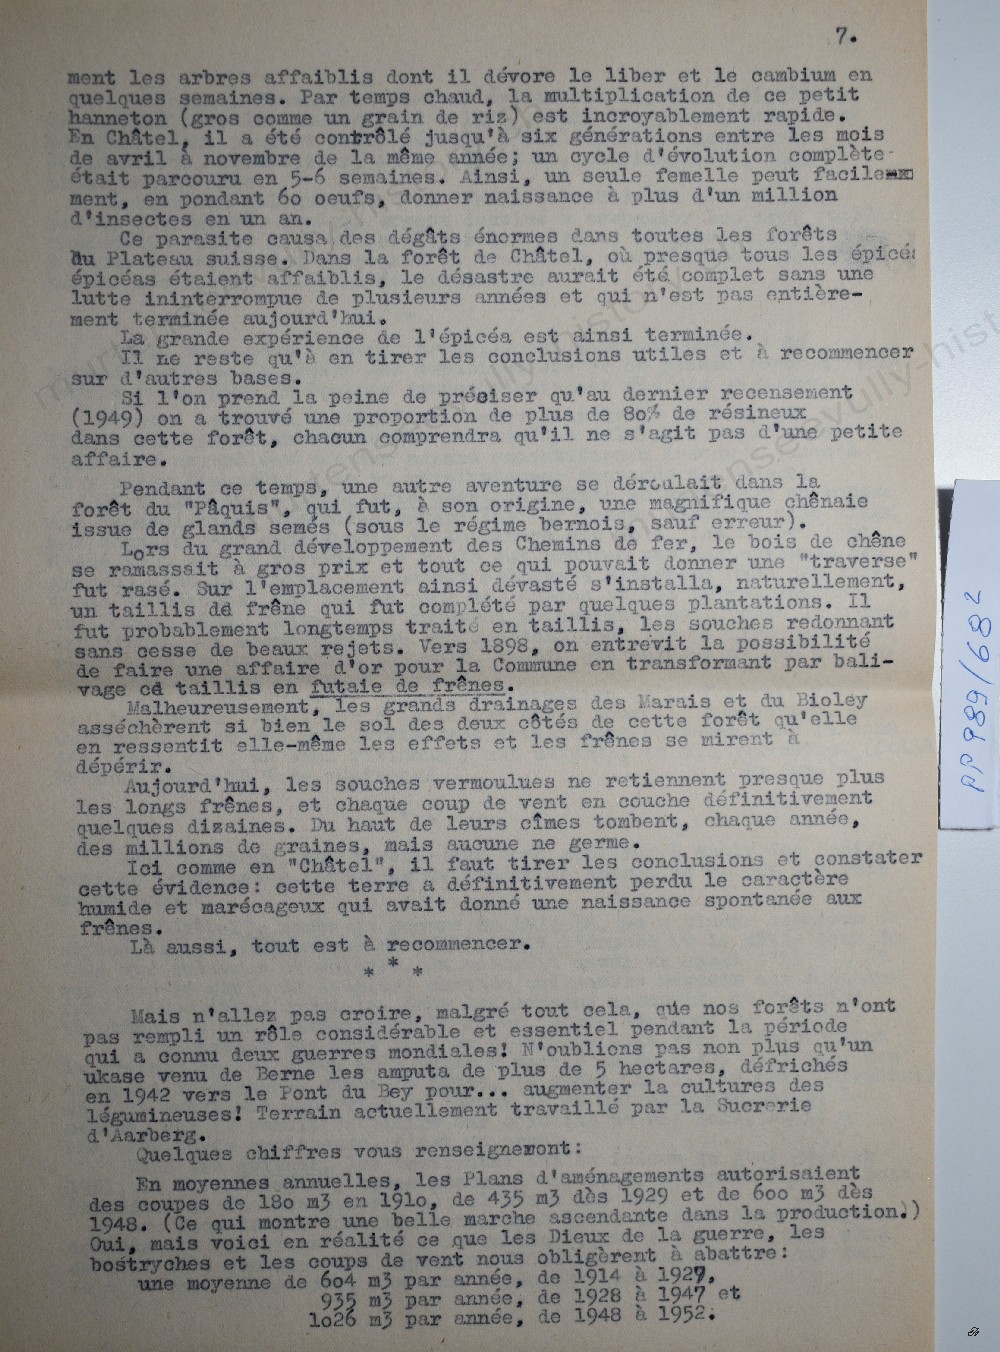 7.
ment les arbres affaiblis dont il dévore le liber et le cambium en
quelques semaines. Par temps chaud, la multiplication de ce petit
hanneton (gros comme un grain de riz) est incroyablement rapide.
En Châtel, il a été contrôlé jusqu'à six générations entre les mois
de avril à novembre de la même année; un cycle d'évolution complète
était parcouru en 5-6 semaines. Ainsi, un seule femelle peut facile
ment, en pondant 6o oeufs, donner naissance à plus d'un million
d'insectes en un an.
Ce parasite causa des dégâts énormes dans toutes les forêts
du Plateau suisse. Dans la forêt de Châtel, où presque tous les épicé
épicéas étaient affaiblis, le désastre aurait été complet sans une
lutte ininterrompue de plusieurs années et qui n'est pas entière-
ment terminée aujourd'hui.
La grande expérience de l'épicéa est ainsi terminée.
Il ne reste qu'à en tirer les conclusions utiles et à recommencer
sur d'autres bases.
Si l'on prend la peine de préciser qu'au dernier recensement
(1949) on a trouvé une proportion de plus de 8o% de résineux
dans cette forêt, chacun comprendra qu'il ne s'agit pas d'une petite
affaire.
Pendant ce temps, une autre aventure se déroulait dans la
forêt du "Pâquis", qui fut, à son origine, une magnifique chênaie
issue de glands semés (sous le régime bernois, sauf erreur).
Lors du grand développement des Chemins de fer, le bois de chêne
se ramassait à gros prix et tout ce qui pouvait donner une "traverse"
fut rasé. Sur l'emplacement ainsi dévasté s'installa, naturellement,
un taillis de frêne qui fut complété par quelques plantations. Il
fut probablement longtemps traité en taillis, les souches redonnant
sans cesse de beaux rejets. Vers 1898, on entrevit la possibilité
de faire une affaire d'or pour la Commune en transformant par bali-
vage ce taillis en futaie de frênes.
Malheureusement, les grands drainages des Marais et du Bioley
asséchèrent si bien le sol des deux côtés de cette forêt qu'elle
en ressentit elle-même les effets et les frênes se mirent à
dépérir.
Aujourd'hui, les souches vermoulues ne retiennent presque plus
les longs frênes, et chaque coup de vent en couche définitivement
quelques dizaines. Du haut de leurs cîmes tombent, chaque année,
des millions de graines, mais aucune ne germe.
Ici comme en "Châtel", il faut tirer les conclusions et constater
cette évidence: cette terre a définitivement perdu le caractère
humide et marécageux qui avait donné une naissance spontanée aux
frênes.
Là aussi, tout est à recommencer.
* * *
Mais n'allez pas croire, malgré tout cela, que nos forêts n'ont
pas rempli un rôle considérable et essentiel pendant la période
qui a connu deux guerres mondiales! N'oublions pas non plus qu'un
ukase venu de Berne les amputa de plus de 5 hectares, défrichés
en 1942 vers le Pont du Bey pour... augmenter la cultures des
légumineuses! Terrain actuellement travaillé par la Sucrerie
d'Aarberg.
Quelques chiffres vous renseigneront:
En moyennes annuelles, les Plans d'aménagements autorisaient
des coupes de 18o m3 en 191o, de 435 m3 dès 1929 et de 6oo m3 dès
1948. (Ce qui montre une belle marche ascendante dans la production.)
Oui, mais voici en réalité ce que les Dieux de la guerre, les
bostryches et les coups de vent nous obligèrent à abattre:
une moyenne de 6o4 m3 par année, de 1914 à 1927,
935 m3 par année, de 1928 à 1947 et
1o26 m3 par année, de 1948 à 1952.
PP 989/68 2